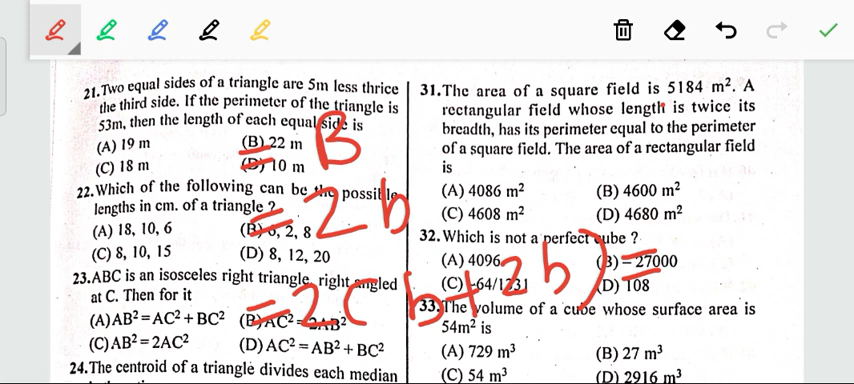 21.Two equal sides of a triangle are 5m less thrice
the third side. If the perimeter of the triangle is
53m, then the length of each equal side is
(A) 19 m (B) 22 m
(C) 18 m (D) 10 m
= B
22.Which of the following can be the possible
lengths in cm. of a triangle ?
= 2b
(A) 18, 10, 6 (B) 6, 2, 8
(C) 8, 10, 15 (D) 8, 12, 20
23.ABC is an isosceles right triangle, right angled
at C. Then for it
= 2(b+2b) =
(A) AB² = AC² + BC² (B) AC² = 2AB²
(C) AB² = 2AC² (D) AC² = AB² + BC²
24.The centroid of a triangle divides each median
31.The area of a square field is 5184 m². A
rectangular field whose length is twice its
breadth, has its perimeter equal to the perimeter
of a square field. The area of a rectangular field
is
(A) 4086 m² (B) 4600 m²
(C) 4608 m² (D) 4680 m²
32.Which is not a perfect cube ?
(A) 4096 (B) – 27000
(C) (D) 108
33.The volume of a cube whose surface area is
54m² is
(A) 729 m³ (B) 27 m³
(C) 54 m³ (D) 2916 m³